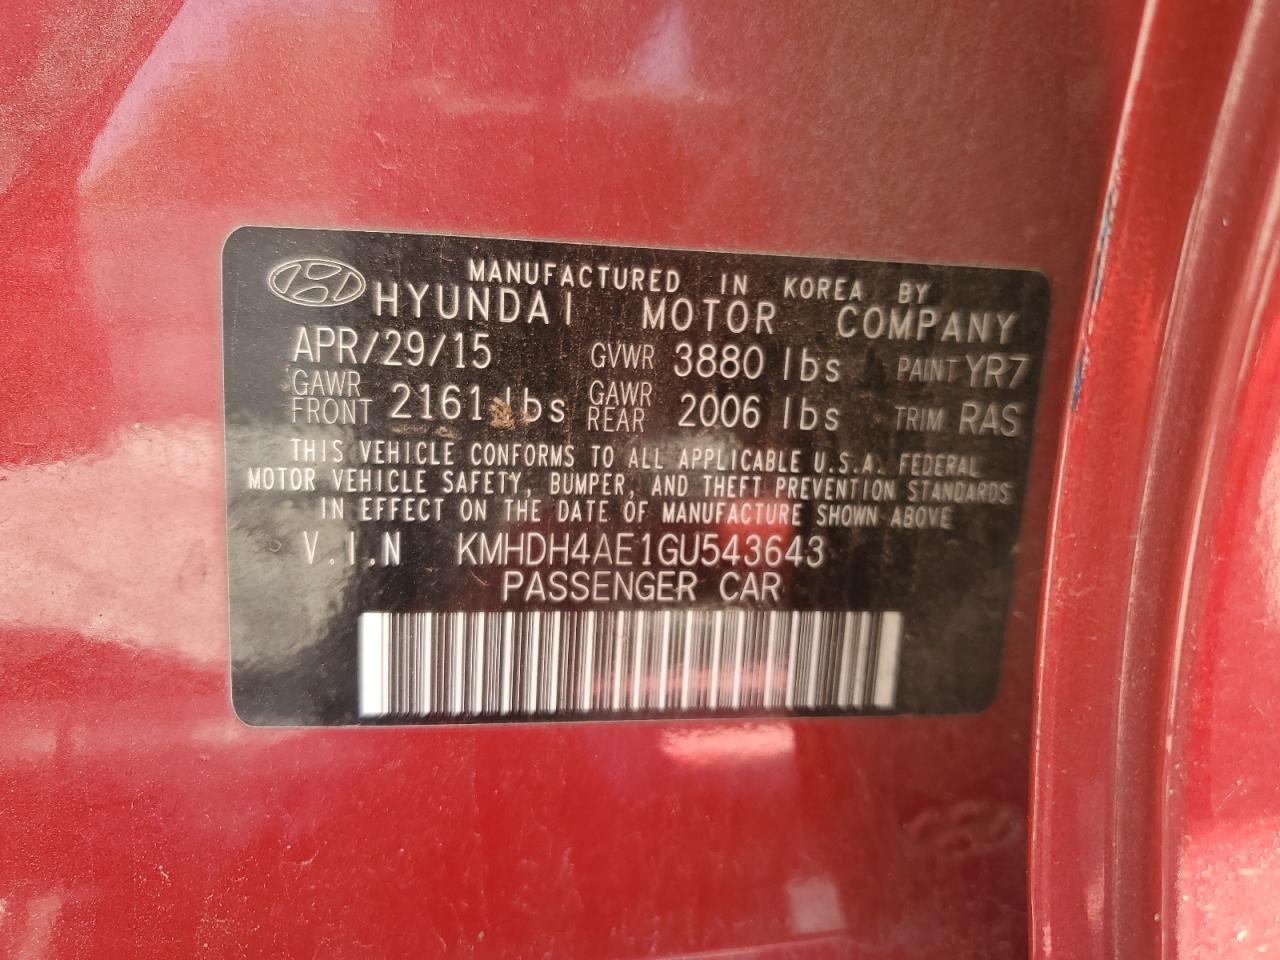 MANUFACTURED IN KOREA BY
HYUNDAI MOTOR COMPANY
APR/29/15 GVWR 3880 lbs PAINT YR7
GAWR FRONT 2161 lbs GAWR REAR 2006 lbs TRIM RAS
THIS VEHICLE CONFORMS TO ALL APPLICABLE U.S.A. FEDERAL
MOTOR VEHICLE SAFETY, BUMPER, AND THEFT PREVENTION STANDARDS
IN EFFECT ON THE DATE OF MANUFACTURE SHOWN ABOVE
V.I.N KMHDH4AE1GU543643
PASSENGER CAR